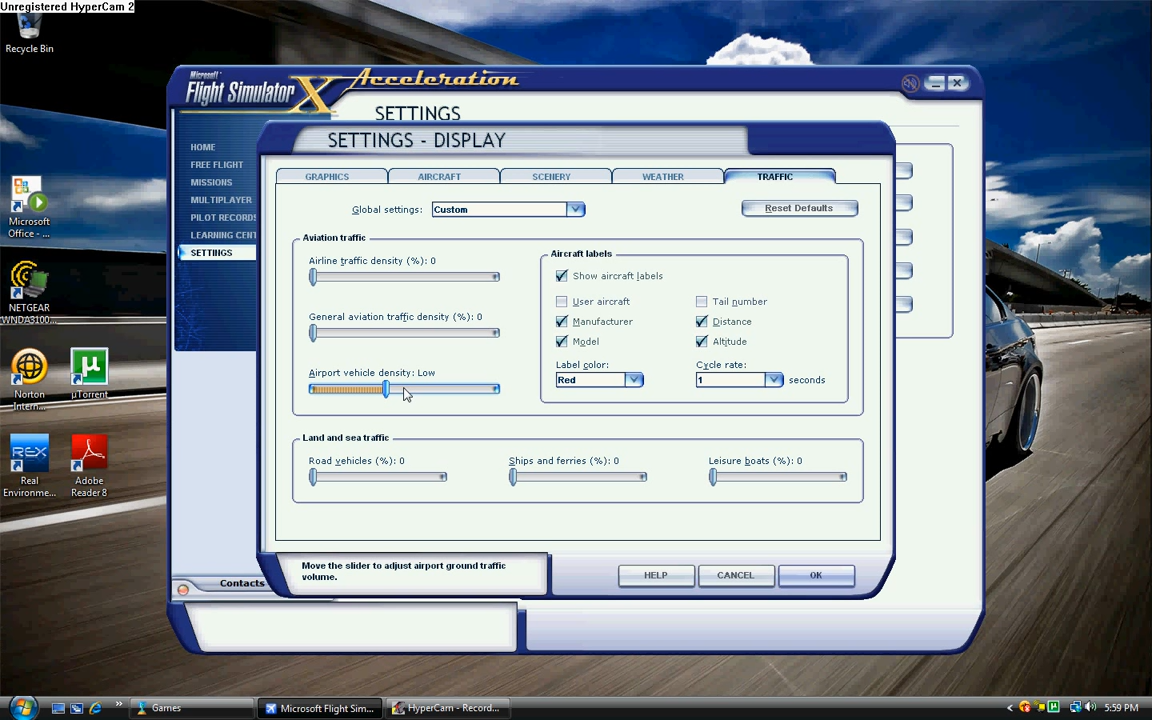 Unregistered HyperCam 2
Recycle Bin
Microsoft
Flight Simulator X Acceleration
SETTINGS
SETTINGS - DISPLAY
HOME
FREE FLIGHT
MISSIONS
MULTIPLAYER
PILOT RECORDS
LEARNING CENT
SETTINGS
GRAPHICS AIRCRAFT SCENERY WEATHER TRAFFIC
Global settings: Custom Reset Defaults
Aviation traffic
Airline traffic density (%): 0
General aviation traffic density (%): 0
Airport vehicle density: Low
Aircraft labels
Show aircraft labels
User aircraft Tail number
Manufacturer Distance
Model Altitude
Label color: Cycle rate:
Red 1 seconds
Land and sea traffic
Road vehicles (%): 0 Ships and ferries (%): 0 Leisure boats (%): 0
Move the slider to adjust airport ground traffic
volume.
HELP CANCEL OK
Contacts
Microsoft
Office - ...
NETGEAR
WNDA3100...
Norton
Intern...
µ
µTorrent
REX
Real
Environme...
Adobe
Reader 8
» Games Microsoft Flight Sim... HyperCam - Record... < 5:59 PM